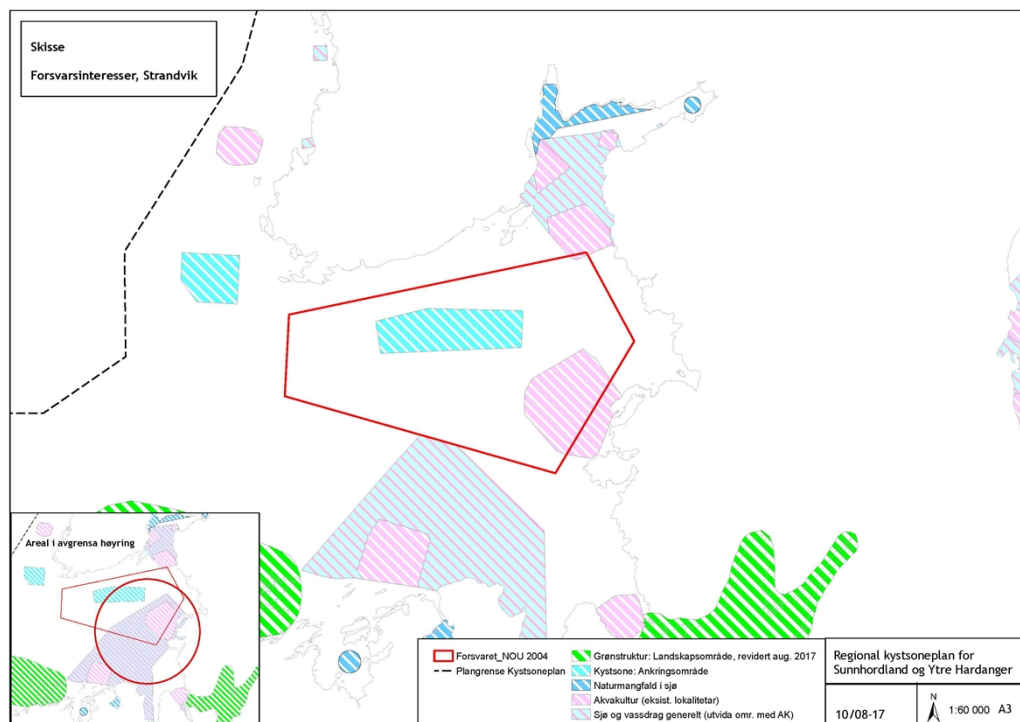 Skisse
Forsvarsinteresser, Strandvik
Areal i avgrensa høyring
Forsvaret_NOU 2004
Plangrense Kystsoneplan
Grønstruktur: Landskapsområde, revidert aug. 2017
Kystsone: Ankringsområde
Naturmangfald i sjø
Akvakultur (eksist. lokalitetar)
Sjø og vassdrag generelt (utvida omr. med AK)
Regional kystsoneplan for
Sunnhordland og Ytre Hardanger
10/08-17
N
1:60 000 A3